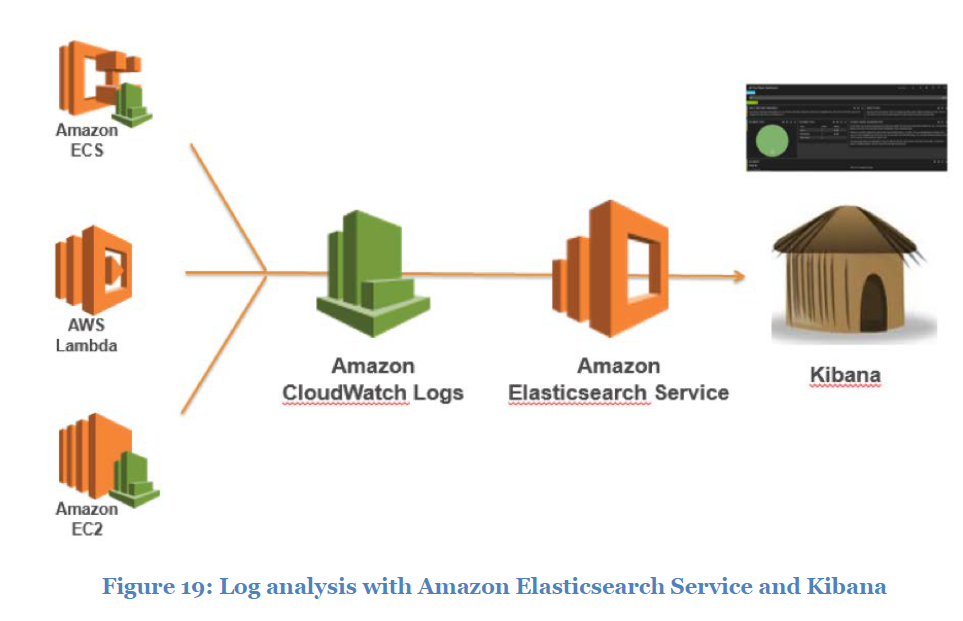 Amazon
ECS
AWS
Lambda
Amazon
EC2
Amazon
CloudWatch Logs
Amazon
Elasticsearch Service
Kibana
Figure 19: Log analysis with Amazon Elasticsearch Service and Kibana